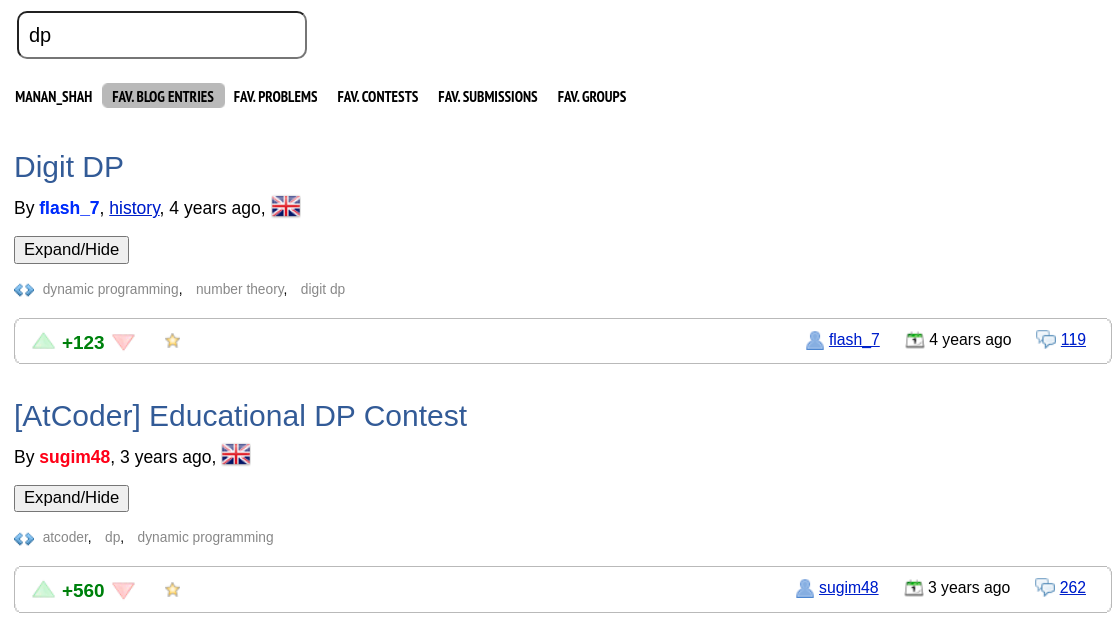 dp
MANAN_SHAH FAV. BLOG ENTRIES FAV. PROBLEMS FAV. CONTESTS FAV. SUBMISSIONS FAV. GROUPS
Digit DP
By flash_7, history, 4 years ago,
Expand/Hide
dynamic programming, number theory, digit dp
+123 flash_7 4 years ago 119
[AtCoder] Educational DP Contest
By sugim48, 3 years ago,
Expand/Hide
atcoder, dp, dynamic programming
+560 sugim48 3 years ago 262